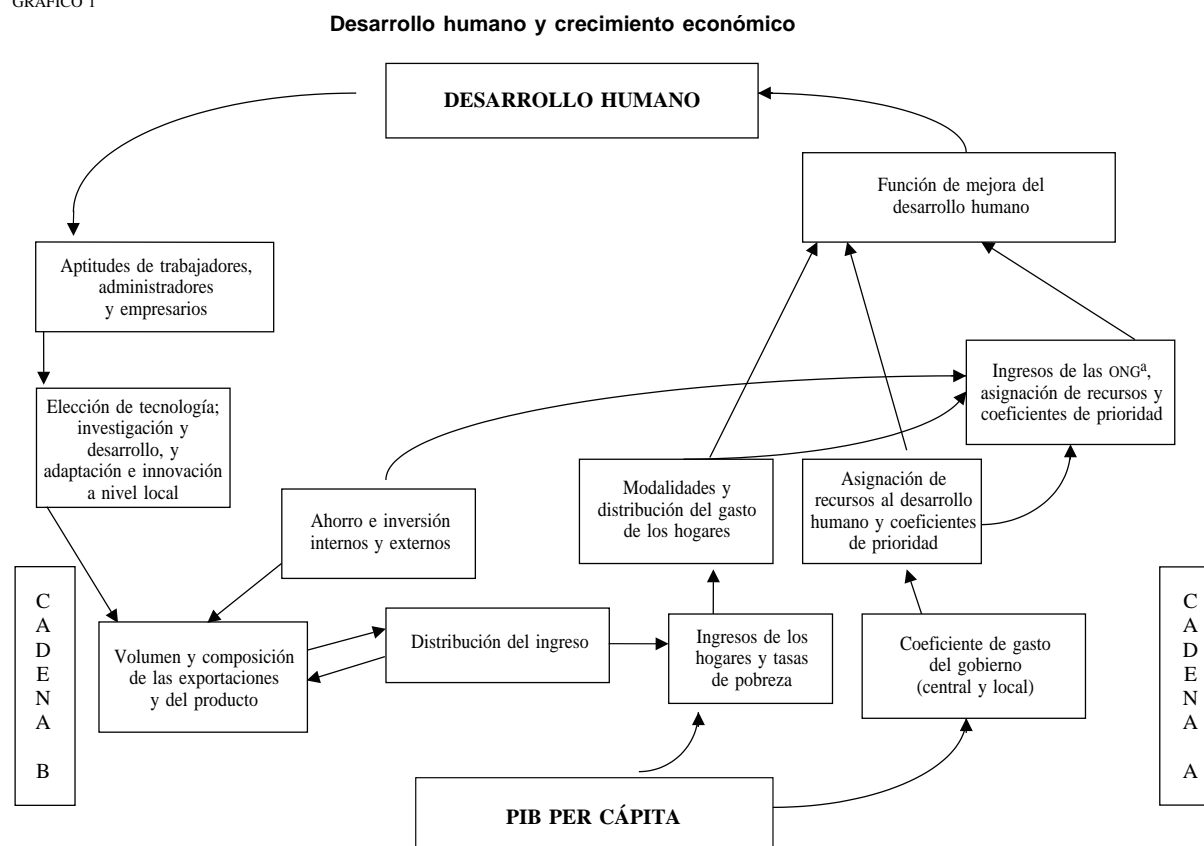 GRÁFICO 1
Desarrollo humano y crecimiento económico
DESARROLLO HUMANO
Función de mejora del
desarrollo humano
Aptitudes de trabajadores,
administradores
y empresarios
Ingresos de las ONGa,
asignación de recursos y
coeficientes de prioridad
Elección de tecnología;
investigación y
desarrollo, y
adaptación e innovación
a nivel local
Ahorro e inversión
internos y externos
Modalidades y
distribución del gasto
de los hogares
Asignación de
recursos al desarrollo
humano y coeficientes
de prioridad
C
A
D
E
N
A
B
Volumen y composición
de las exportaciones
y del producto
Distribución del ingreso
Ingresos de los
hogares y tasas
de pobreza
Coeficiente de gasto
del gobierno
(central y local)
C
A
D
E
N
A
A
PIB PER CÁPITA